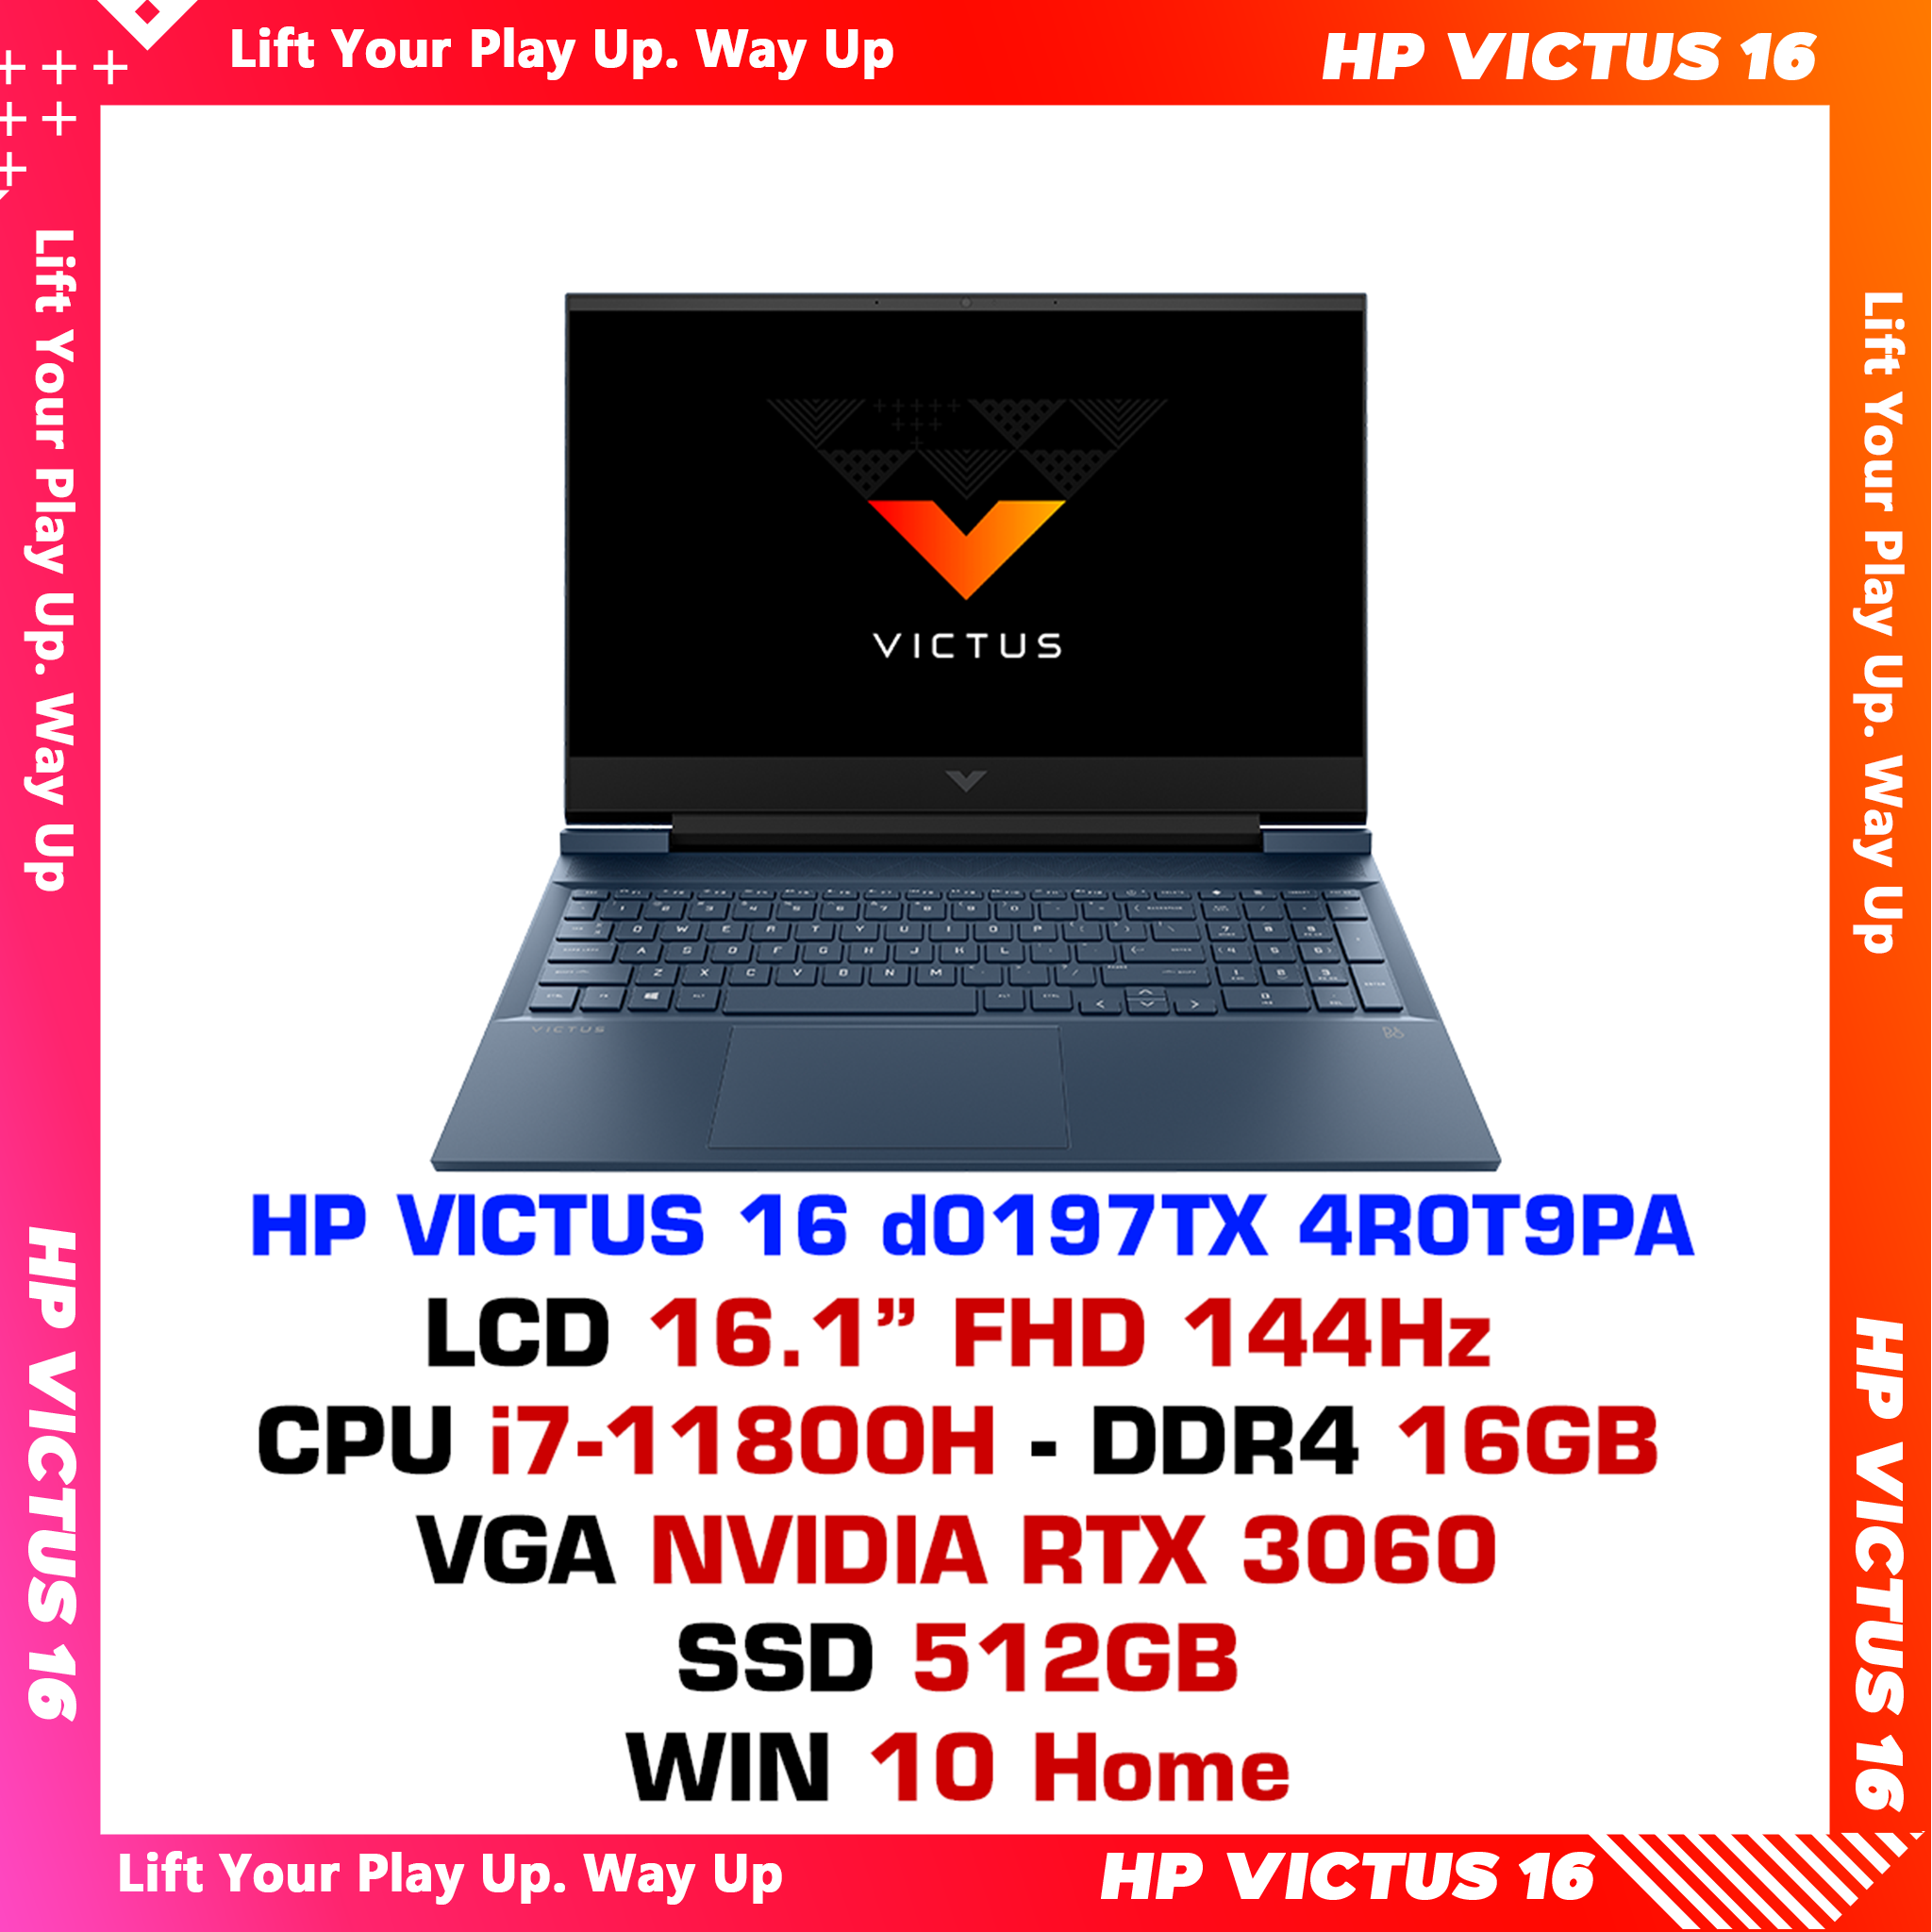 Lift Your Play Up. Way Up
HP VICTUS 16
Lift Your Play Up. Way Up
HP VICTUS 16
Lift Your Play Up. Way Up
HP VICTUS 16
VICTUS
VICTUS
HP VICTUS 16 d0197TX 4R0T9PA
LCD 16.1” FHD 144Hz
CPU i7-11800H - DDR4 16GB
VGA NVIDIA RTX 3060
SSD 512GB
WIN 10 Home
Lift Your Play Up. Way Up
HP VICTUS 16